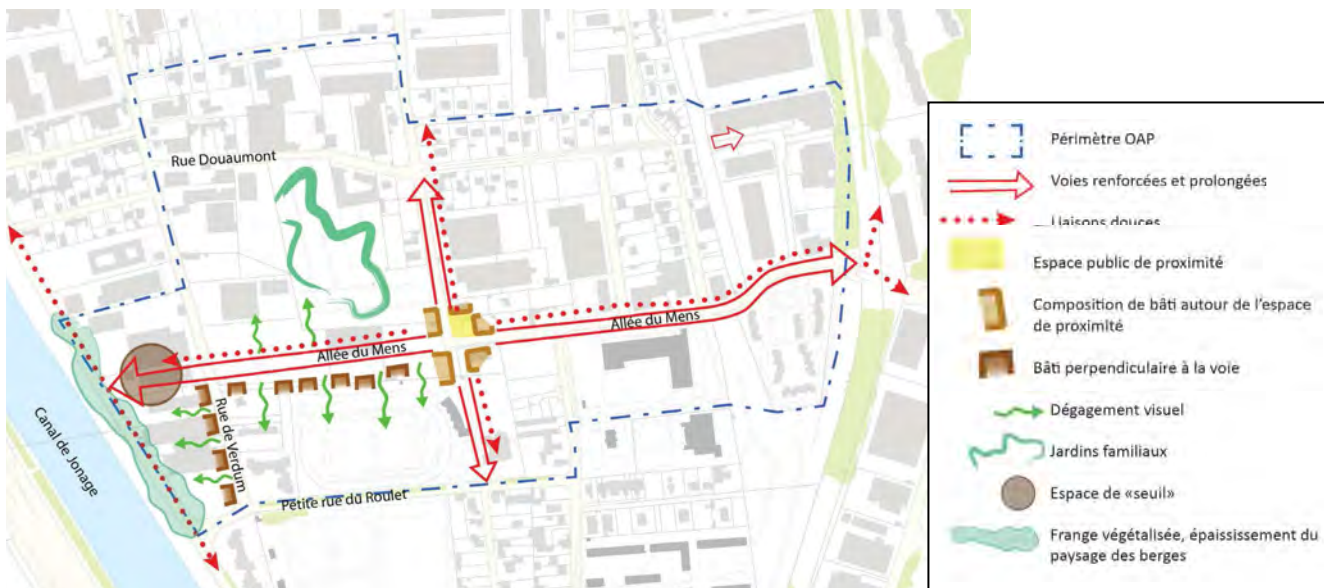 Rue Douaumont
Allée du Mens
Allée du Mens
Rue de Verdum
Canal de Jonage
Petite rue du Roulet
Périmètre OAP
Voies renforcées et prolongées
Liaisons douces
Espace public de proximité
Composition de bâti autour de l'espace
de proximité
Bâti perpendiculaire à la voie
Dégagement visuel
Jardins familiaux
Espace de «seuil»
Frange végétalisée, épaississement du
paysage des berges